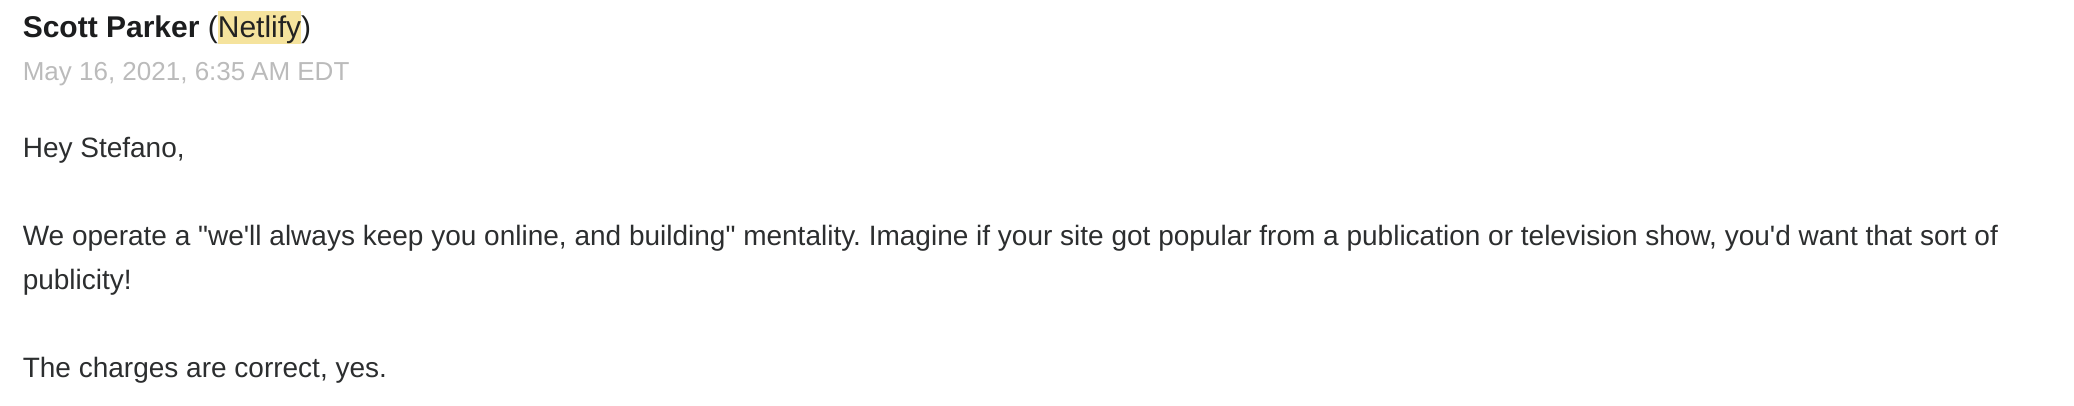 Scott Parker (Netlify)
May 16, 2021, 6:35 AM EDT
Hey Stefano,
We operate a "we'll always keep you online, and building" mentality. Imagine if your site got popular from a publication or television show, you'd want that sort of
publicity!
The charges are correct, yes.